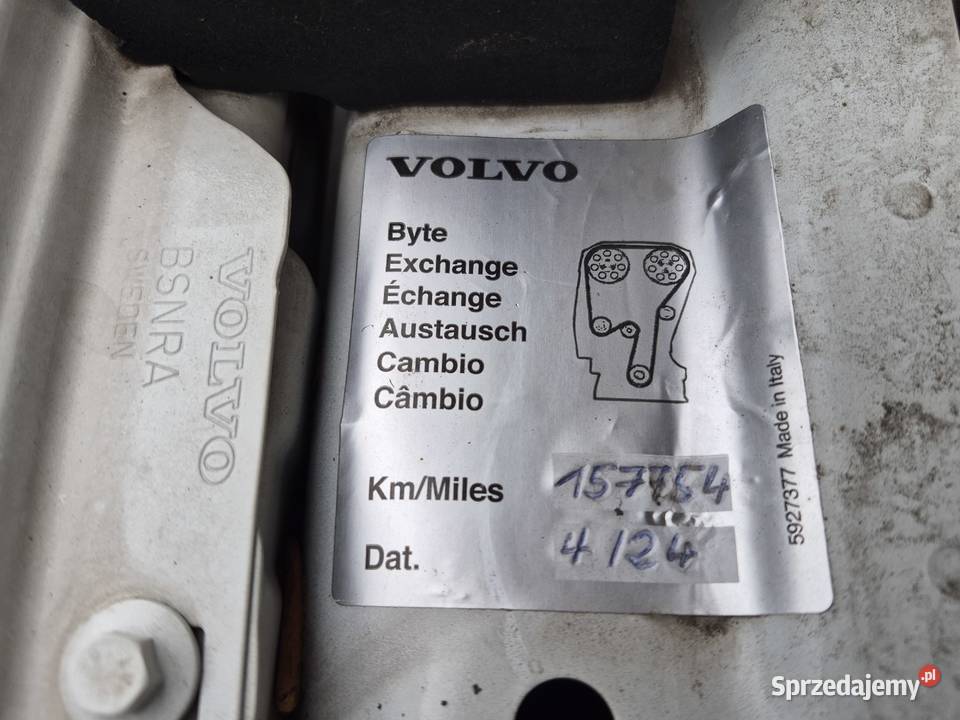 VOLVO
Byte
Exchange
Échange
Austausch
Cambio
Câmbio
Km/Miles 157754
Dat. 4/24
5927377 Made in Italy
VOLVO
BSNRA
SWEDEN
Sprzedajemy.pl